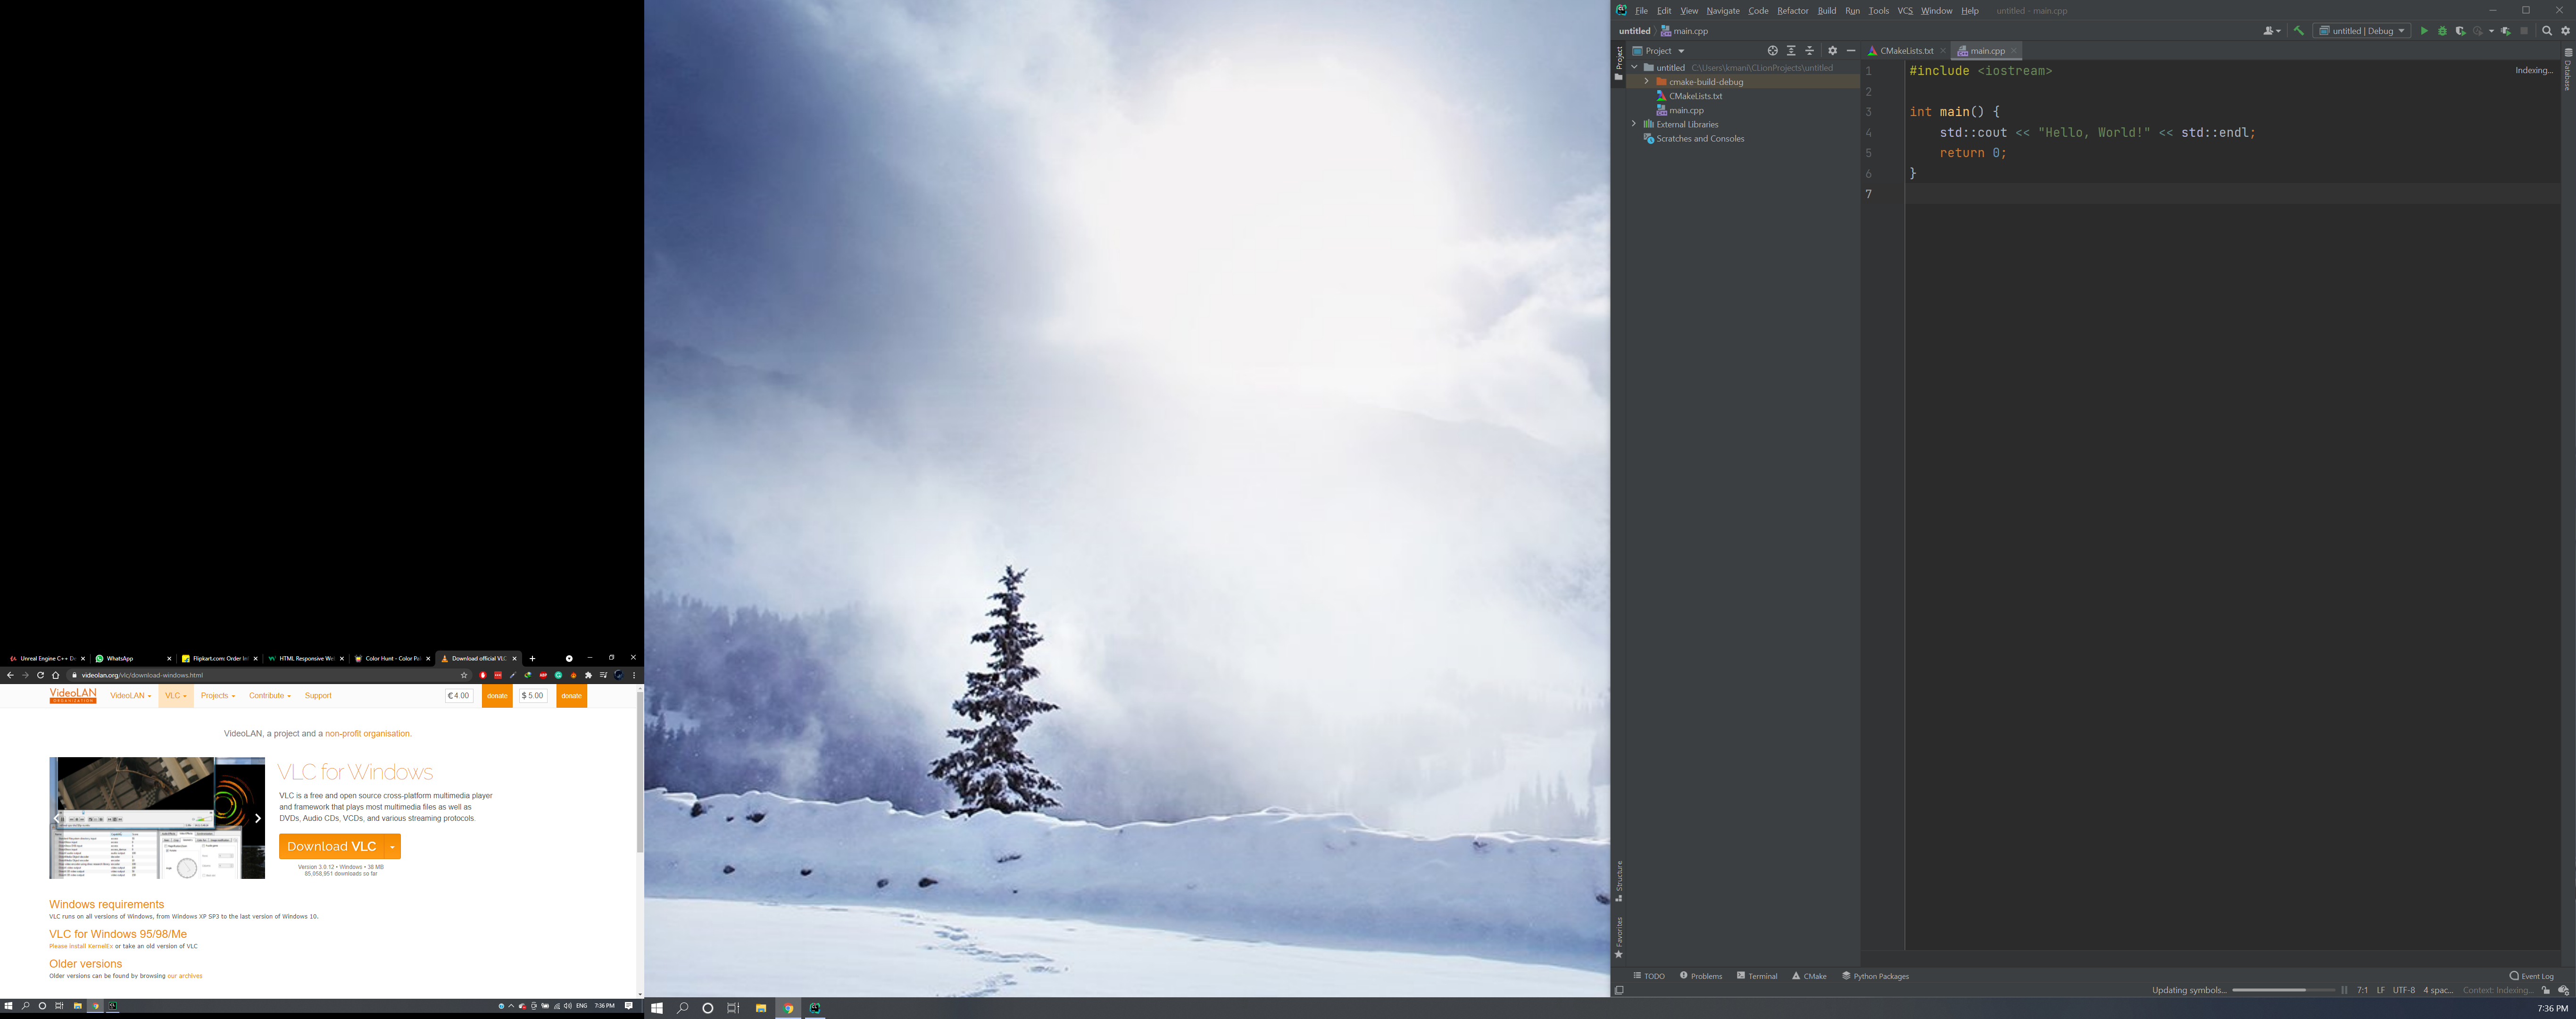 Unreal Engine C++ D
WhatsApp
Flipkart.com: Order In
HTML Responsive We
Color Hunt - Color Pa
Download official VLC
videolan.org/vlc/download-windows.html
VideoLAN
ORGANIZATION
VideoLAN
VLC
Projects
Contribute
Support
€ 4.00
donate
$ 5.00
donate
VideoLAN, a project and a non-profit organisation.
VLC for Windows
VLC is a free and open source cross-platform multimedia player
and framework that plays most multimedia files as well as
DVDs, Audio CDs, VCDs, and various streaming protocols.
Download VLC
Version 3.0.12 • Windows • 38 MB
85,058,951 downloads so far
Windows requirements
VLC runs on all versions of Windows, from Windows XP SP3 to the last version of Windows 10.
VLC for Windows 95/98/Me
Please install KernelEx or take an old version of VLC
Older versions
Older versions can be found by browsing our archives
ENG
7:36 PM
File Edit View Navigate Code Refactor Build Run Tools VCS Window Help untitled - main.cpp
untitled main.cpp
untitled | Debug
Project
Project
CMakeLists.txt
main.cpp
untitled C:\Users\kmani\CLionProjects\untitled
cmake-build-debug
CMakeLists.txt
main.cpp
External Libraries
Scratches and Consoles
Indexing...
Database
1 #include <iostream>
2
3 int main() {
4 std::cout << "Hello, World!" << std::endl;
5 return 0;
6 }
7
Structure
Favorites
TODO Problems Terminal CMake Python Packages
Event Log
Updating symbols... 7:1 LF UTF-8 4 spac... Context: Indexing...
7:36 PM